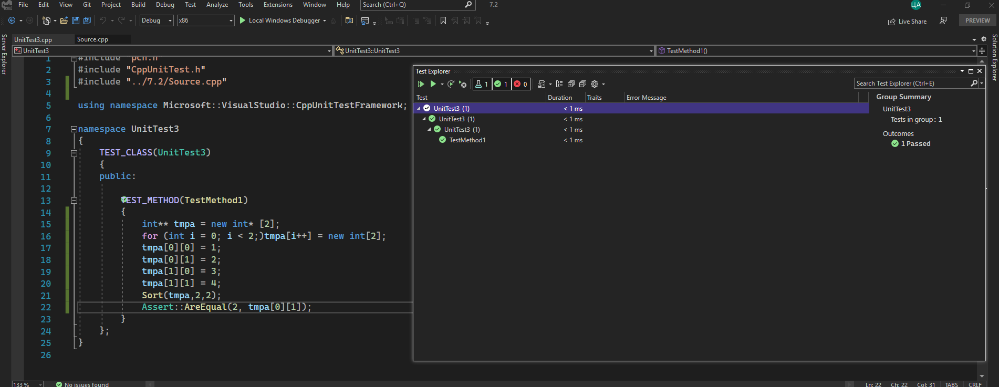 File Edit View Git Project Build Debug Test Analyze Tools Extensions Window Help Search (Ctrl+Q) 7.2 ЦА
PRE
Debug x86 Local Windows Debugger Live Share PREVIEW
Server Explorer
Solution Explorer
UnitTest3.cpp Source.cpp
UnitTest3 UnitTest3::UnitTest3 TestMethod1()
1 #include "pch.h"
2 #include "CppUnitTest.h"
3 #include "../7.2/Source.cpp"
4
5 using namespace Microsoft::VisualStudio::CppUnitTestFramework;
6
7 namespace UnitTest3
8 {
9 TEST_CLASS(UnitTest3)
10 {
11 public:
12
13 TEST_METHOD(TestMethod1)
14 {
15 int** tmpa = new int* [2];
16 for (int i = 0; i < 2;)tmpa[i++] = new int[2];
17 tmpa[0][0] = 1;
18 tmpa[0][1] = 2;
19 tmpa[1][0] = 3;
20 tmpa[1][1] = 4;
21 Sort(tmpa,2,2);
22 Assert::AreEqual(2, tmpa[0][1]);
23 }
24 };
25 }
26
Test Explorer
1 1 0 Search Test Explorer (Ctrl+E)
Test Duration Traits Error Message
UnitTest3 (1) < 1 ms
UnitTest3 (1) < 1 ms
UnitTest3 (1) < 1 ms
TestMethod1 < 1 ms
Group Summary
UnitTest3
Tests in group: 1
Outcomes
1 Passed
133 % No issues found Ln: 22 Ch: 22 Col: 31 TABS CRLF